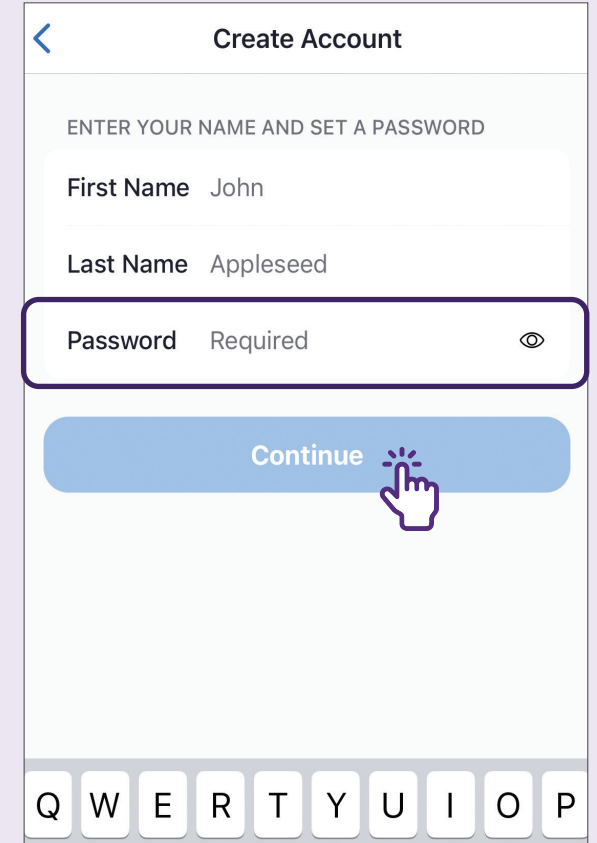 Create Account
ENTER YOUR NAME AND SET A PASSWORD
First Name John
Last Name Appleseed
Password Required
Continue
Q W E R T Y U I O P